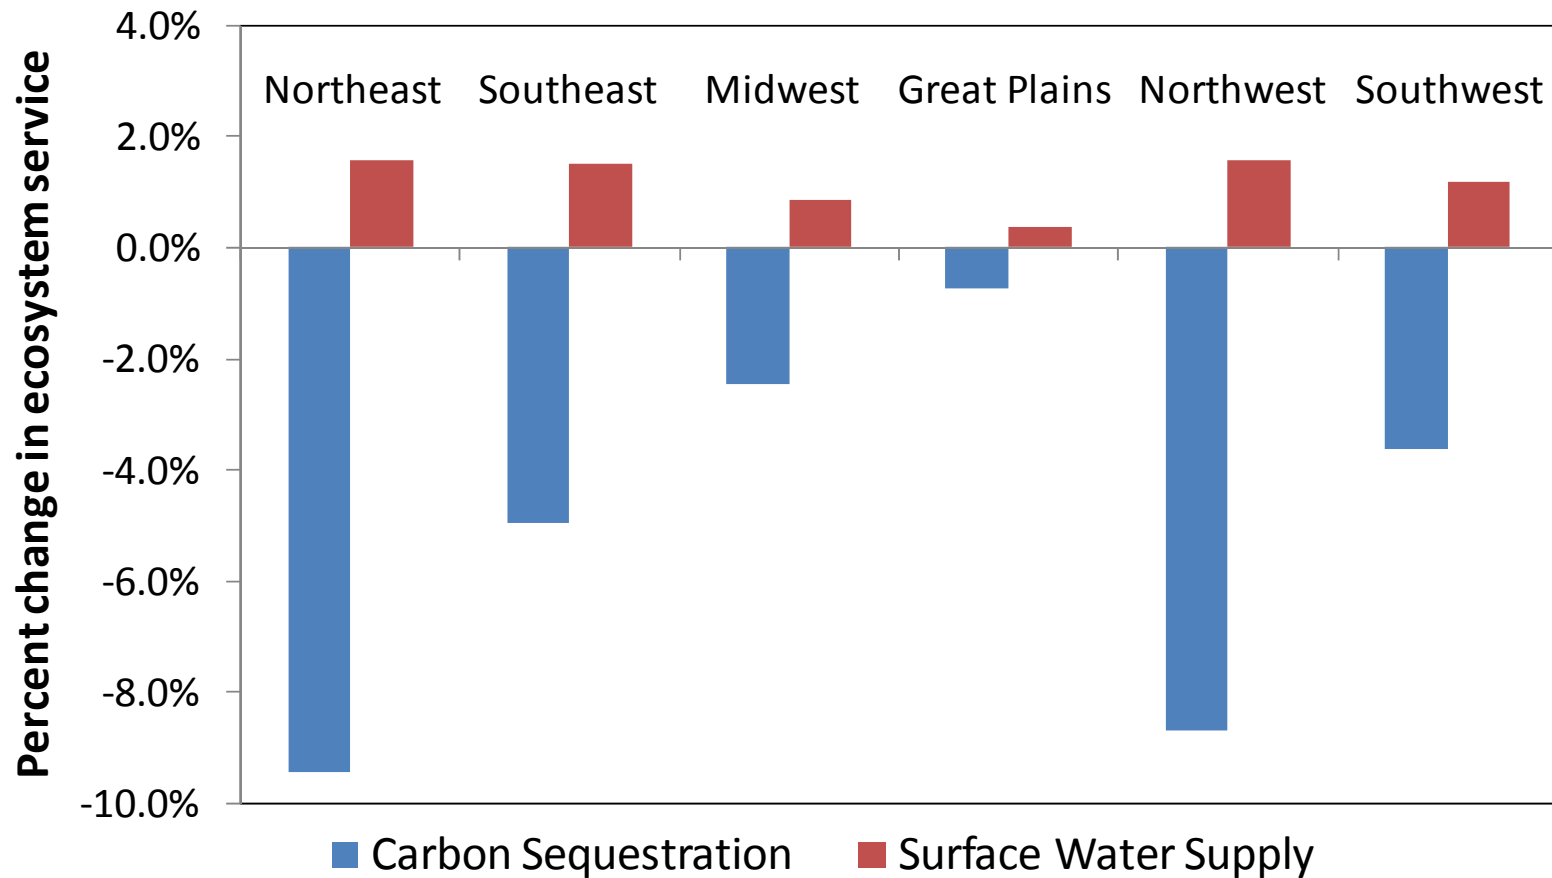 Percent change in ecosystem service
4.0%
2.0%
0.0%
-2.0%
-4.0%
-6.0%
-8.0%
-10.0%
Northeast Southeast Midwest Great Plains Northwest Southwest
Carbon Sequestration Surface Water Supply